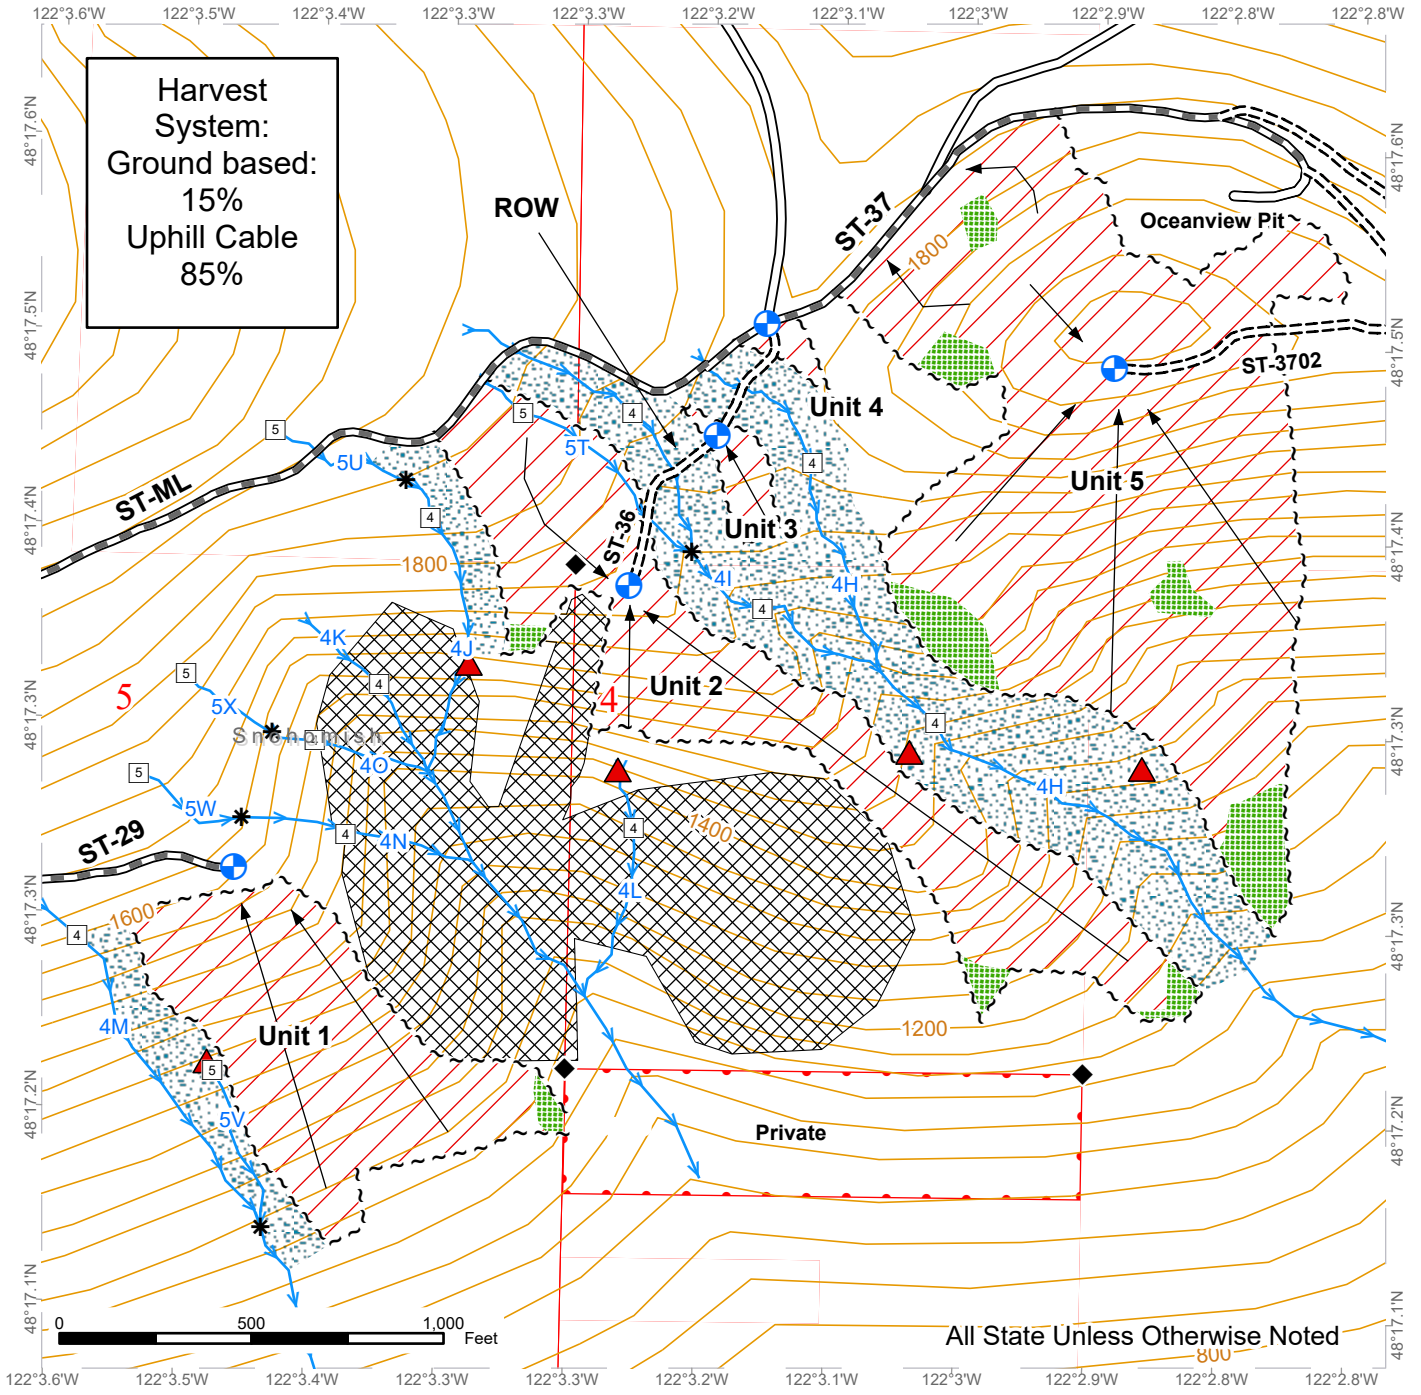 122°3.6'W 122°3.5'W 122°3.4'W 122°3.3'W 122°3.3'W 122°3.2'W 122°3.1'W 122°3'W 122°2.9'W 122°2.8'W 122°2.8'W
48°17.6'N
48°17.5'N
48°17.4'N
48°17.3'N
48°17.3'N
48°17.2'N
48°17.1'N
Harvest
System:
Ground based:
15%
Uphill Cable
85%
ROW
ST-37
1800
Oceanview Pit
ST-3702
Unit 4
5
4
5T
5
5U
4
ST-ML
4
Unit 5
Unit 3
ST-36
1800
4I
4
4H
4K
4J
5
5X
4
Unit 2
5
4
4
Snohomish
4
4O
5
5W
4
4N
4
4H
1400
4L
ST-29
1600
4
4M
Unit 1
1200
5
5V
Private
0 500 1,000
Feet
All State Unless Otherwise Noted
800
48°17.6'N
48°17.5'N
48°17.4'N
48°17.3'N
48°17.3'N
48°17.2'N
48°17.1'N
122°3.6'W 122°3.5'W 122°3.4'W 122°3.3'W 122°3.3'W 122°3.2'W 122°3.1'W 122°3'W 122°2.9'W 122°2.8'W 122°2.8'W